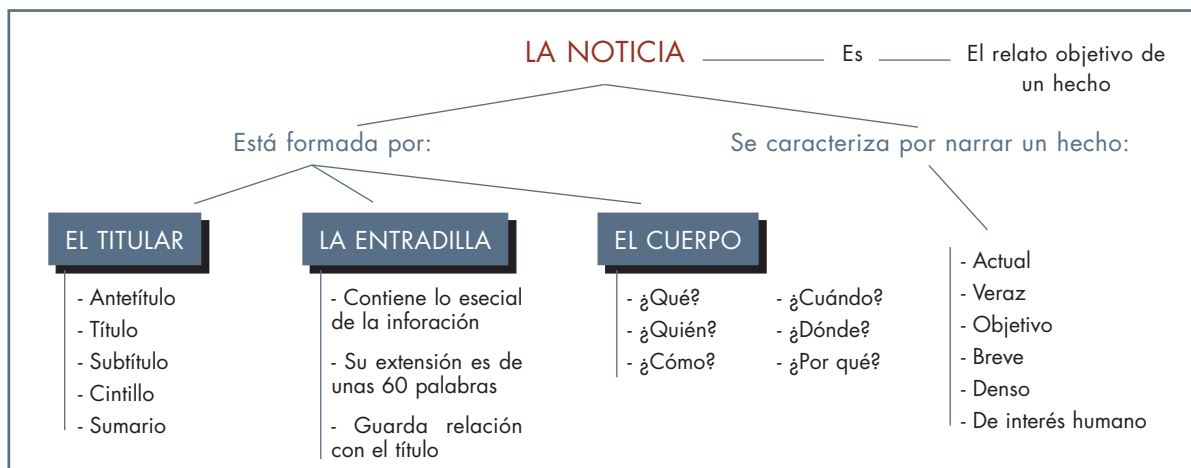 LA NOTICIA
Es
El relato objetivo de
un hecho
Está formada por:
Se caracteriza por narrar un hecho:
EL TITULAR
- Antetítulo
- Título
- Subtítulo
- Cintillo
- Sumario
LA ENTRADILLA
- Contiene lo esecial
de la inforación
- Su extensión es de
unas 60 palabras
- Guarda relación
con el título
EL CUERPO
- ¿Qué?
- ¿Quién?
- ¿Cómo?
- ¿Cuándo?
- ¿Dónde?
- ¿Por qué?
- Actual
- Veraz
- Objetivo
- Breve
- Denso
- De interés humano